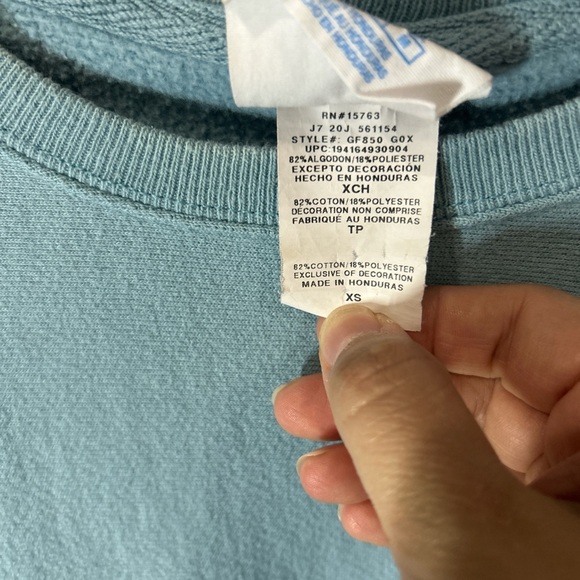 RN#15763
J7 20J 561154
STYLE#: GF850 G0X
UPC:194164930904
82%ALGODON/18%POLIESTER
EXCEPTO DECORACIÓN
HECHO EN HONDURAS
XCH
82%COTON/18%POLYESTER
DÉCORATION NON COMPRISE
FABRIQUÉ AU HONDURAS
TP
82%COTTON/18%POLYESTER
EXCLUSIVE OF DECORATION
MADE IN HONDURAS
XS